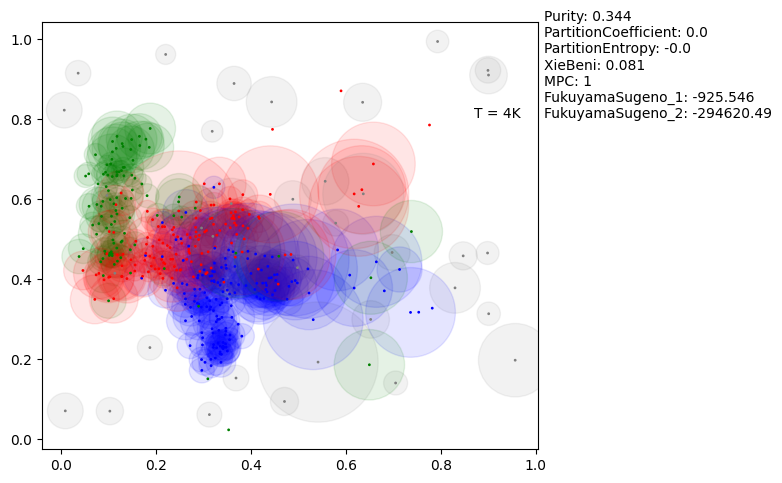 Purity: 0.344
PartitionCoefficient: 0.0
PartitionEntropy: -0.0
XieBeni: 0.081
MPC: 1
FukuyamaSugeno_1: -925.546
FukuyamaSugeno_2: -294620.49
T = 4K
1.0
0.8
0.6
0.4
0.2
0.0
0.0 0.2 0.4 0.6 0.8 1.0